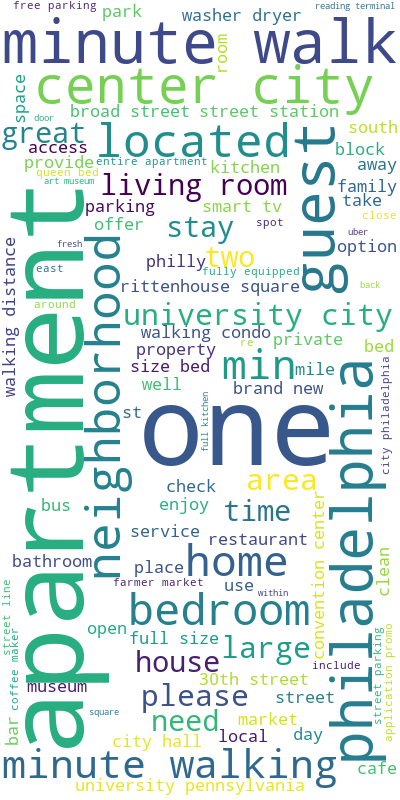 free parking
park
reading terminal
washer dryer
minute walk
room
center city
space
broad street
street station
great
located
south
door
access
block
entire apartment
provide
kitchen
away
queen bed
living room
family
art museum
parking
smart tv
take
guest
offer
stay
spot
close
apartment
fresh
neighborhood
two
uber
option
walking distance
east
philly
fully equipped
rittenhouse square
back
around
university city
walking condo
re
private
property
min
mile
bed
size bed
brand new
well
full kitchen
st
one
philadelphia
city philadelphia
check
area
bus
enjoy
time
convention center
service
restaurant
bathroom
place
home
clean
farmer market
use
within
street line
bedroom
open
full size
large
coffee maker
house
include
30th street
museum
please
street
street parking
application promo
square
need
market
bar
local
day
city hall
minute walking
cafe
university pennsylvania